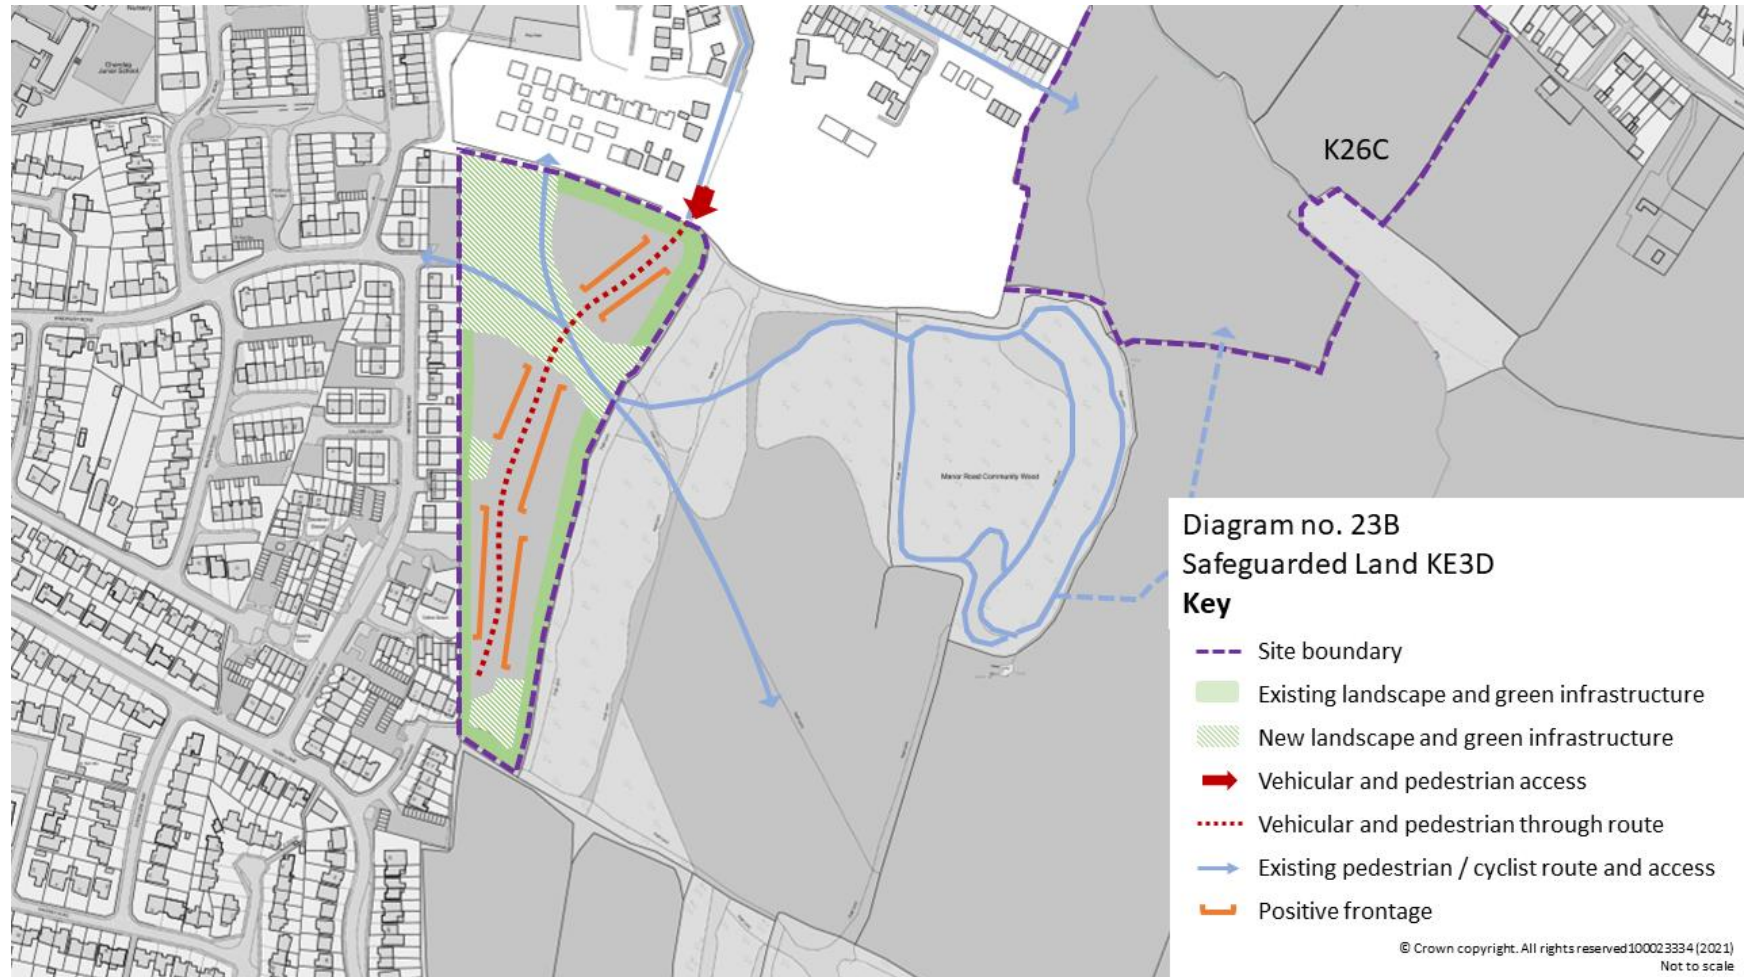 Nursery
K26C
Manor Road Community Wood
Diagram no. 23B
Safeguarded Land KE3D
Key
Site boundary
Existing landscape and green infrastructure
New landscape and green infrastructure
Vehicular and pedestrian access
Vehicular and pedestrian through route
Existing pedestrian / cyclist route and access
Positive frontage
© Crown copyright. All rights reserved100023334 (2021)
Not to scale